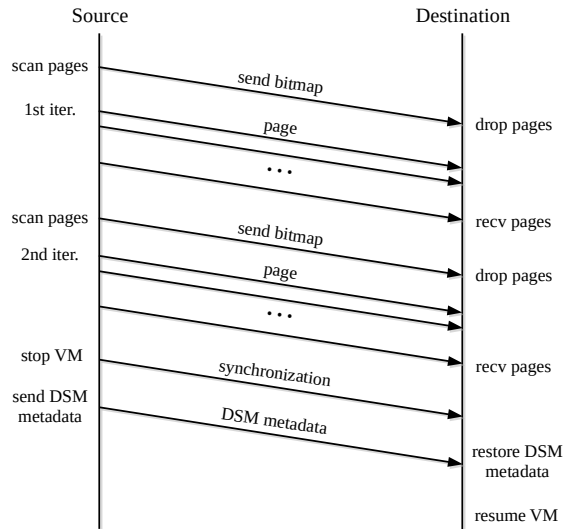 Source
Destination
scan pages
send bitmap
drop pages
1st iter.
page
...
recv pages
scan pages
send bitmap
drop pages
2nd iter.
page
...
recv pages
stop VM
synchronization
send DSM
metadata
DSM metadata
restore DSM
metadata
resume VM